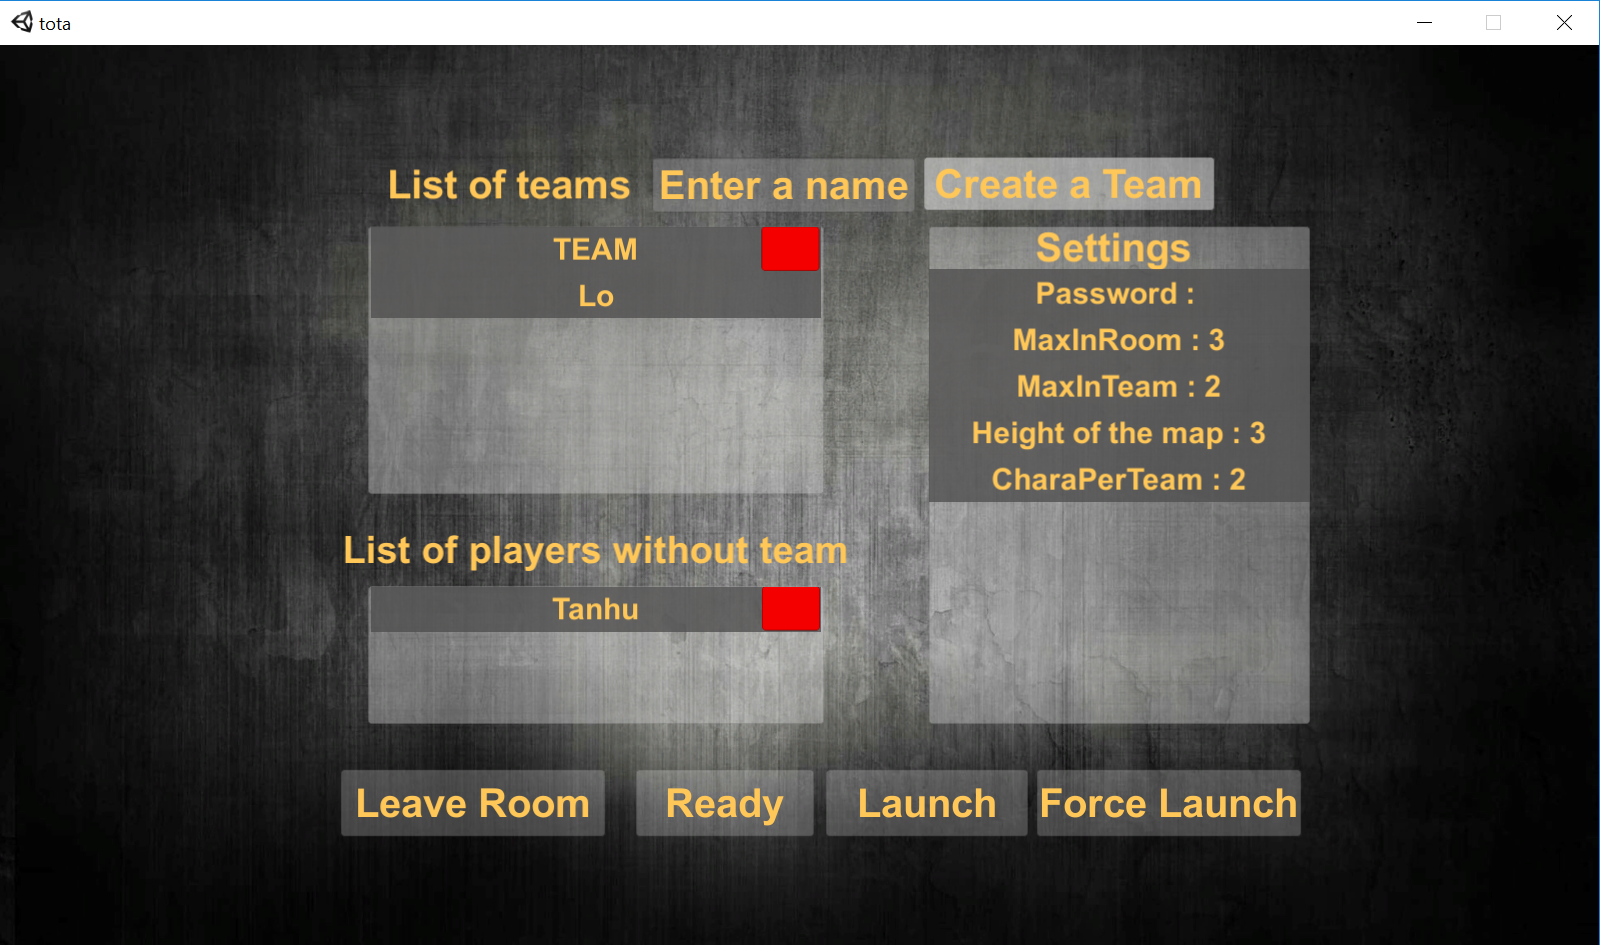 tota
List of teams
Enter a name
Create a Team
TEAM
Lo
Settings
Password :
MaxInRoom : 3
MaxInTeam : 2
Height of the map : 3
CharaPerTeam : 2
List of players without team
Tanhu
Leave Room
Ready
Launch
Force Launch